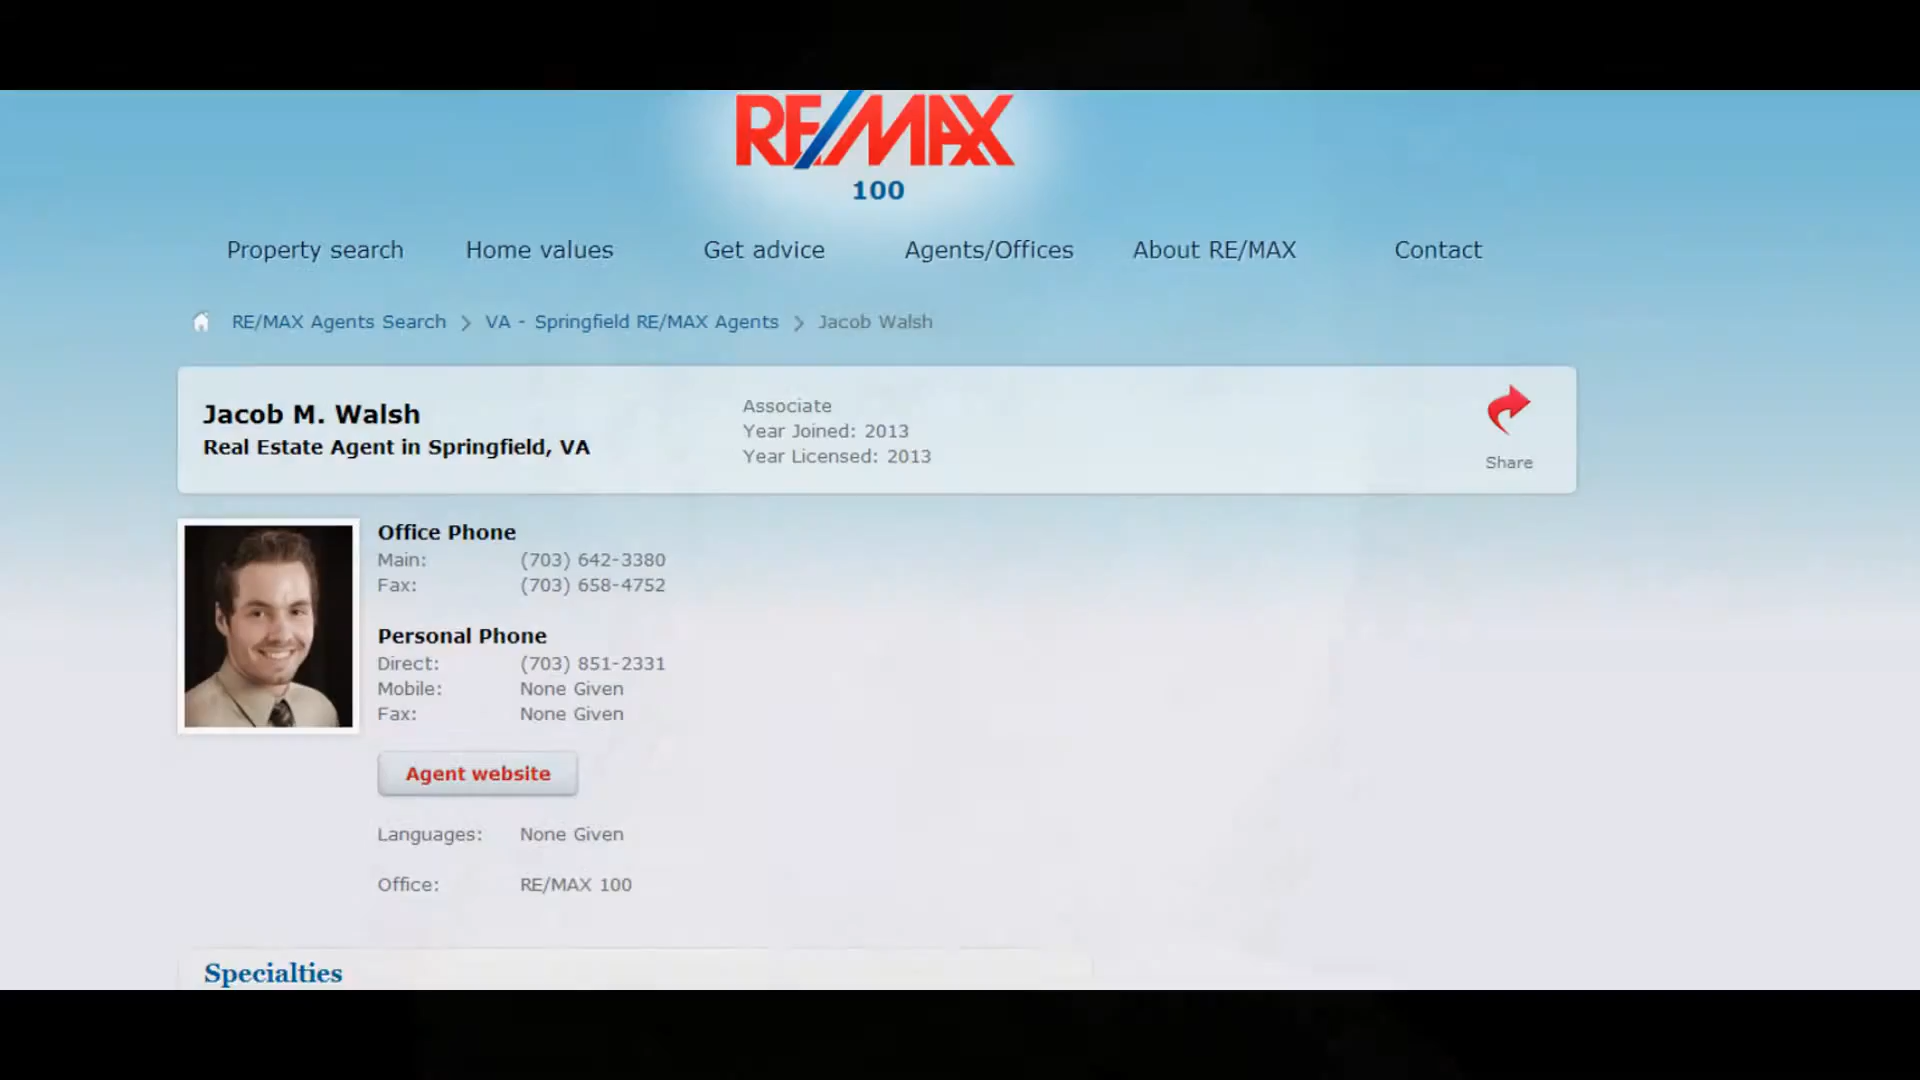 RE/MAX
100
Property search Home values Get advice Agents/Offices About RE/MAX Contact
RE/MAX Agents Search > VA - Springfield RE/MAX Agents > Jacob Walsh
Jacob M. Walsh
Real Estate Agent in Springfield, VA
Associate
Year Joined: 2013
Year Licensed: 2013
Share
Office Phone
Main: (703) 642-3380
Fax: (703) 658-4752
Personal Phone
Direct: (703) 851-2331
Mobile: None Given
Fax: None Given
Agent website
Languages: None Given
Office: RE/MAX 100
Specialties